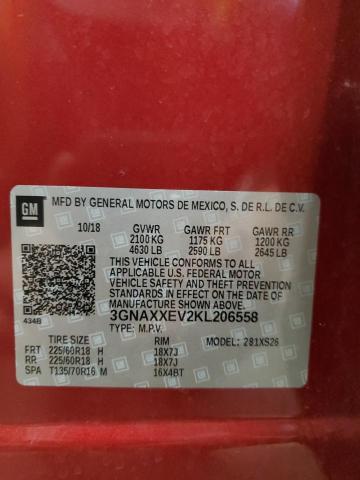 GM
MFD BY GENERAL MOTORS DE MEXICO, S. DE R.L. DE C.V.
10/18 GVWR GAWR FRT GAWR RR
2100 KG 1175 KG 1200 KG
4630 LB 2590 LB 2645 LB
THIS VEHICLE CONFORMS TO ALL APPLICABLE
U.S. FEDERAL MOTOR
VEHICLE SAFETY AND THEFT PREVENTION
STANDARDS IN EFFECT ON THE DATE OF
MANUFACTURE SHOWN ABOVE.
434B 3GNAXXEV2KL206558
TYPE: M.P.V. MODEL: 281XS26
TIRE SIZE RIM
FRT 225/60R18 H 18X7J
RR 225/60R18 H 18X7J
SPA T135/70R16 M 16X4BT